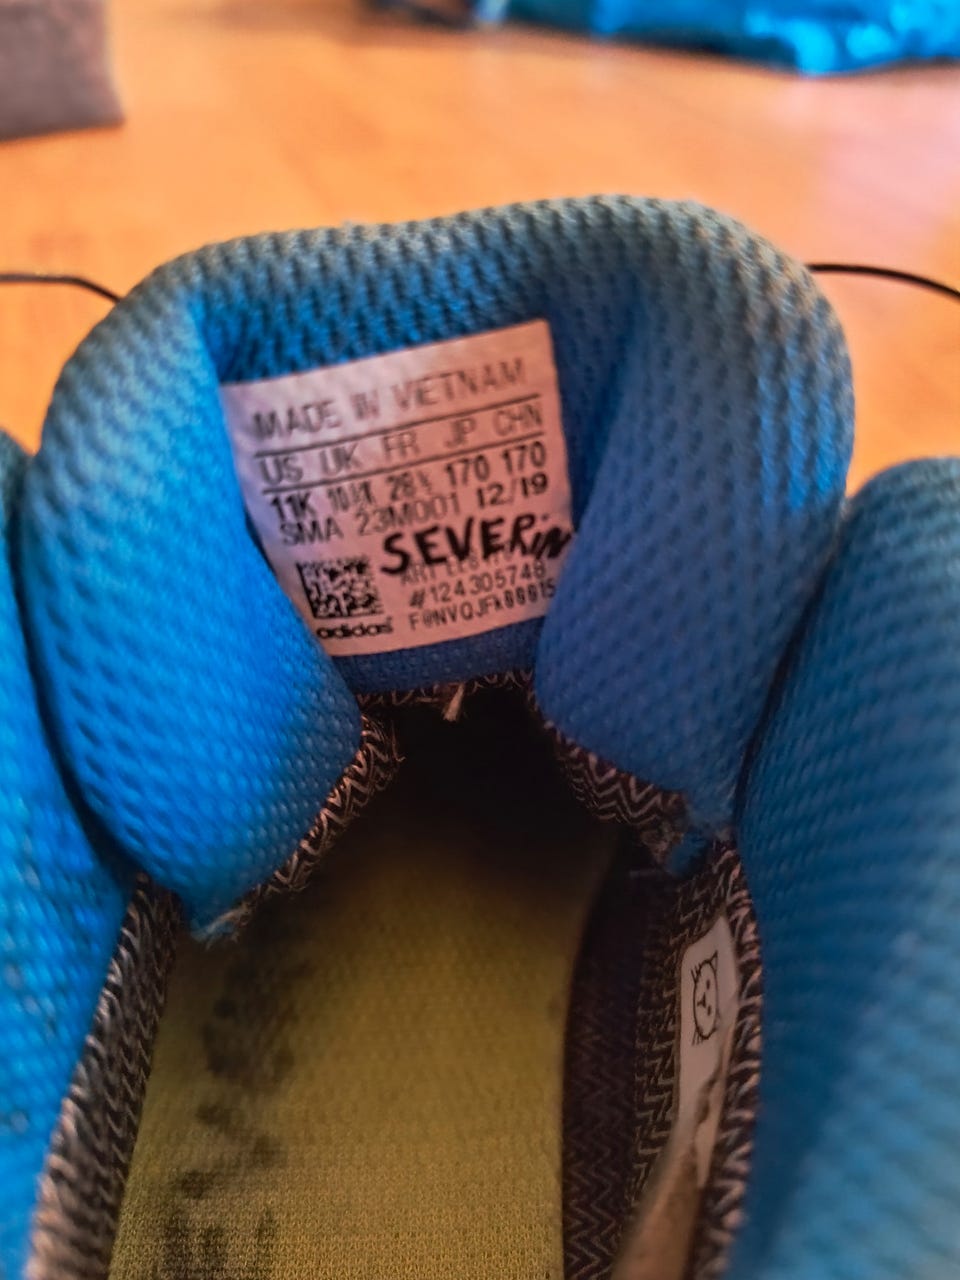 MADE IN VIETNAM
US UK FR JP CHN
11K 10½K 28½ 170 170
SMA 23M001 12/19
SEVERin
ART
#124305748
adidas